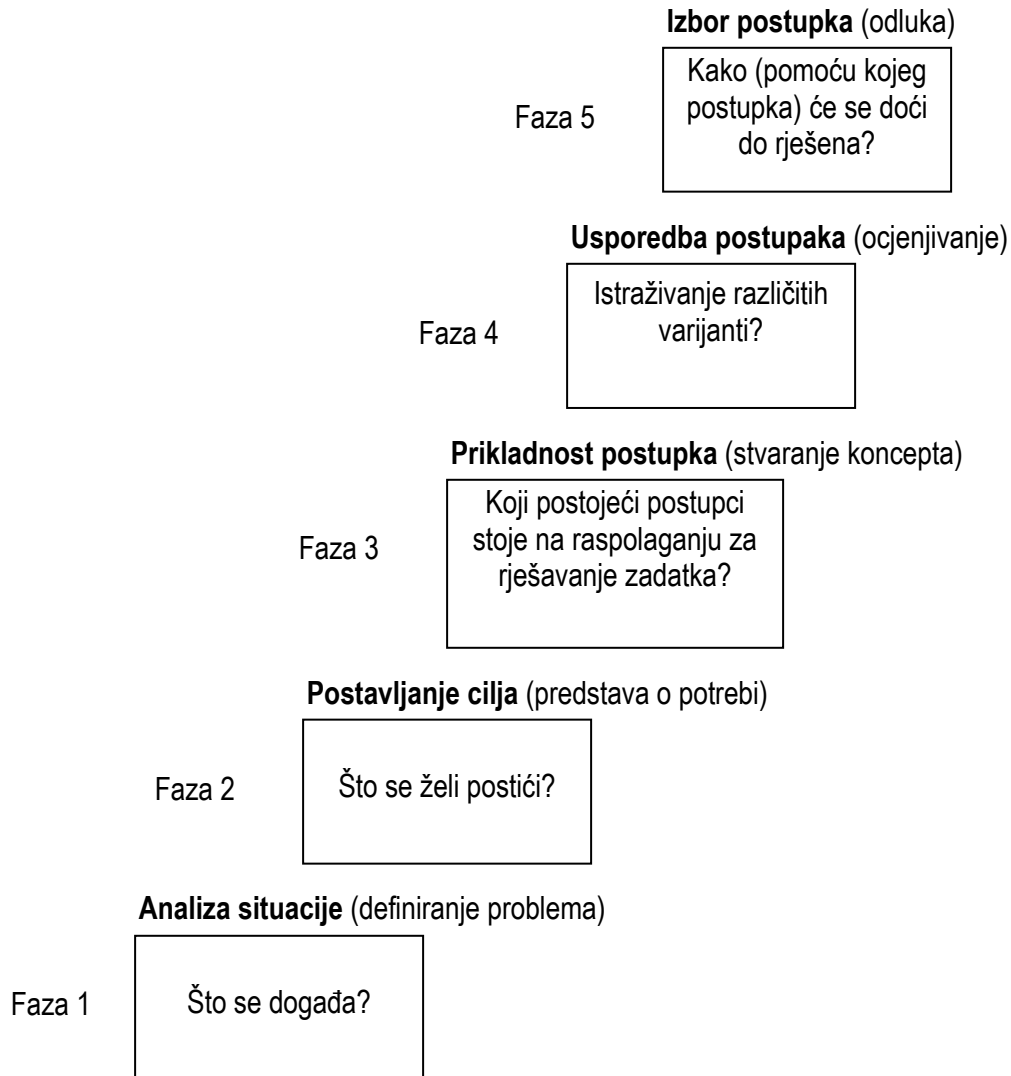 Izbor postupka (odluka)
Kako (pomoću kojeg
postupka) će se doći
do rješena?
Faza 5
Usporedba postupaka (ocjenjivanje)
Istraživanje različitih
varijanti?
Faza 4
Prikladnost postupka (stvaranje koncepta)
Koji postojeći postupci
stoje na raspolaganju za
rješavanje zadatka?
Faza 3
Postavljanje cilja (predstava o potrebi)
Što se želi postići?
Faza 2
Analiza situacije (definiranje problema)
Što se događa?
Faza 1